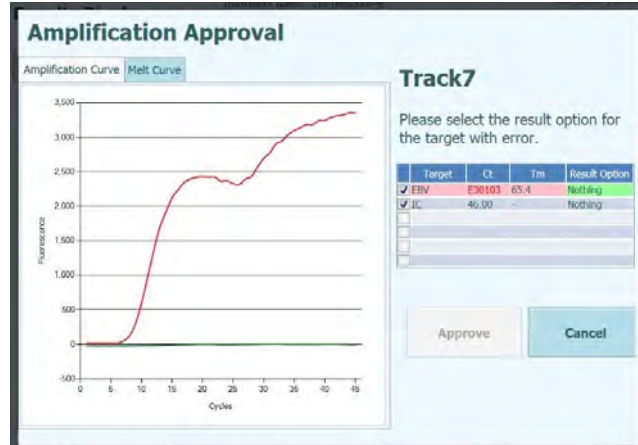 Amplification Approval
Amplification Curve Melt Curve
3,500
3,000
2,500
2,000
1,500
1,000
500
0
-500
0 5 10 15 20 25 30 35 40 45
Fluorescence
Cycles
Track7
Please select the result option for
the target with error.
Target Ct Tm Result Option
EBV E30103 65.4 Nothing
IC 46.00 - Nothing
Approve Cancel